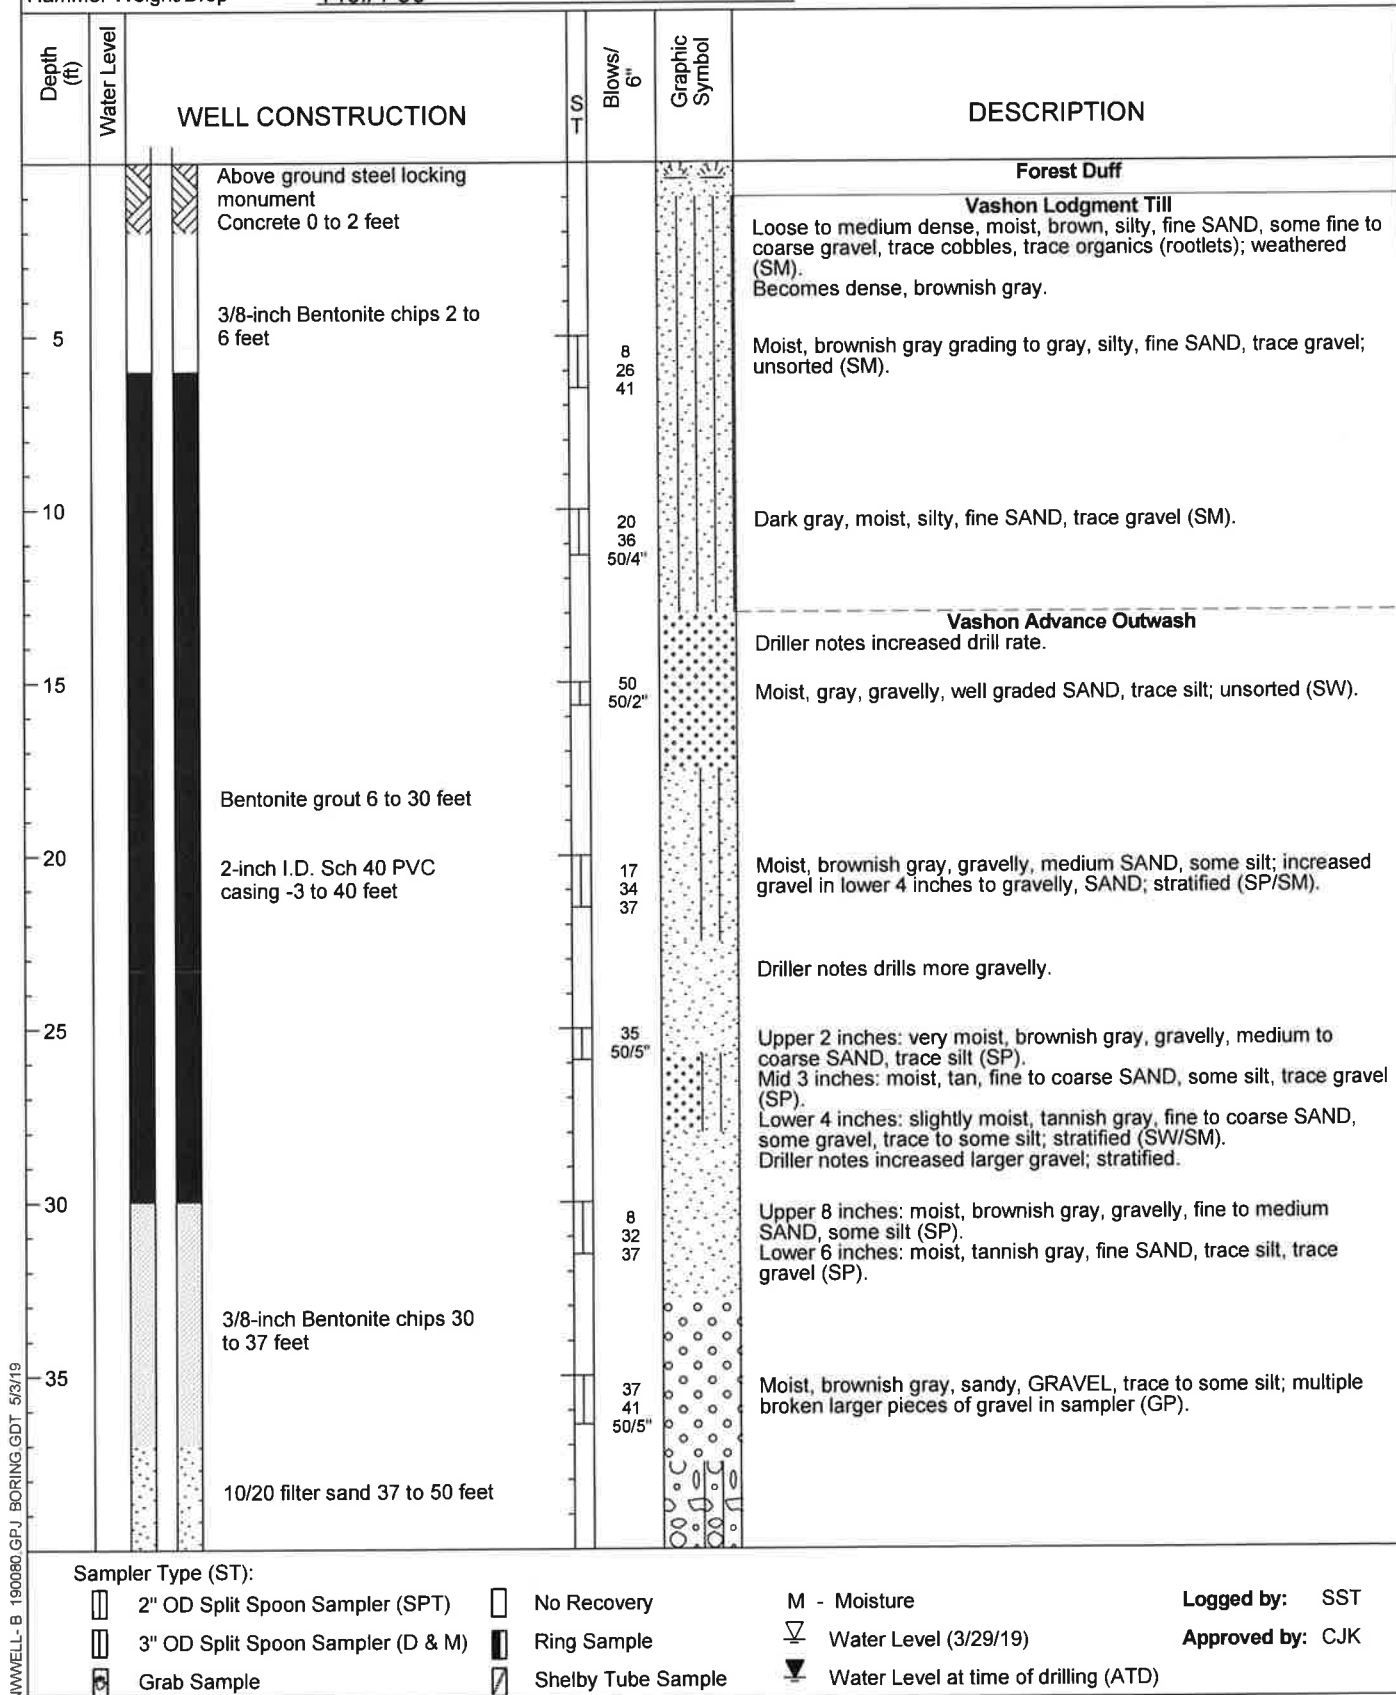 Depth
(ft)
Water Level
WELL CONSTRUCTION
S
T
Blows/
6"
Graphic
Symbol
DESCRIPTION
Above ground steel locking
monument
Concrete 0 to 2 feet
3/8-inch Bentonite chips 2 to
6 feet
Bentonite grout 6 to 30 feet
2-inch I.D. Sch 40 PVC
casing -3 to 40 feet
3/8-inch Bentonite chips 30
to 37 feet
10/20 filter sand 37 to 50 feet
5
10
15
20
25
30
35
8
26
41
20
36
50/4"
50
50/2"
17
34
37
35
50/5"
8
32
37
37
41
50/5"
Forest Duff
Vashon Lodgment Till
Loose to medium dense, moist, brown, silty, fine SAND, some fine to
coarse gravel, trace cobbles, trace organics (rootlets); weathered
(SM).
Becomes dense, brownish gray.
Moist, brownish gray grading to gray, silty, fine SAND, trace gravel;
unsorted (SM).
Dark gray, moist, silty, fine SAND, trace gravel (SM).
Vashon Advance Outwash
Driller notes increased drill rate.
Moist, gray, gravelly, well graded SAND, trace silt; unsorted (SW).
Moist, brownish gray, gravelly, medium SAND, some silt; increased
gravel in lower 4 inches to gravelly, SAND; stratified (SP/SM).
Driller notes drills more gravelly.
Upper 2 inches: very moist, brownish gray, gravelly, medium to
coarse SAND, trace silt (SP).
Mid 3 inches: moist, tan, fine to coarse SAND, some silt, trace gravel
(SP).
Lower 4 inches: slightly moist, tannish gray, fine to coarse SAND,
some gravel, trace to some silt; stratified (SW/SM).
Driller notes increased larger gravel; stratified.
Upper 8 inches: moist, brownish gray, gravelly, fine to medium
SAND, some silt (SP).
Lower 6 inches: moist, tannish gray, fine SAND, trace silt, trace
gravel (SP).
Moist, brownish gray, sandy, GRAVEL, trace to some silt; multiple
broken larger pieces of gravel in sampler (GP).
190080.GPJ BORING.GDT 5/3/19
Sampler Type (ST):
2" OD Split Spoon Sampler (SPT)
3" OD Split Spoon Sampler (D & M)
Grab Sample
No Recovery
Ring Sample
Shelby Tube Sample
M - Moisture
Water Level (3/29/19)
Water Level at time of drilling (ATD)
Logged by: SST
Approved by: CJK